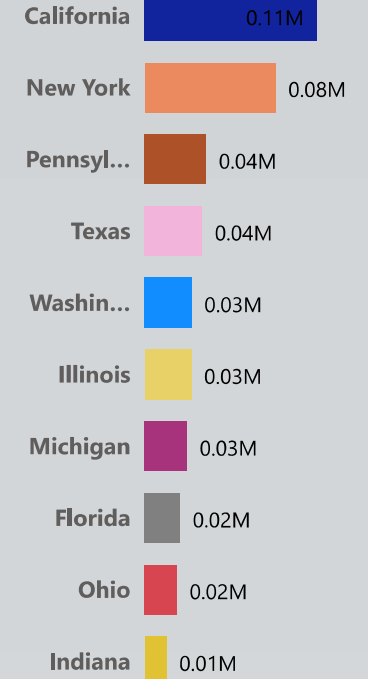 California 0.11M
New York 0.08M
Pennsyl... 0.04M
Texas 0.04M
Washin... 0.03M
Illinois 0.03M
Michigan 0.03M
Florida 0.02M
Ohio 0.02M
Indiana 0.01M